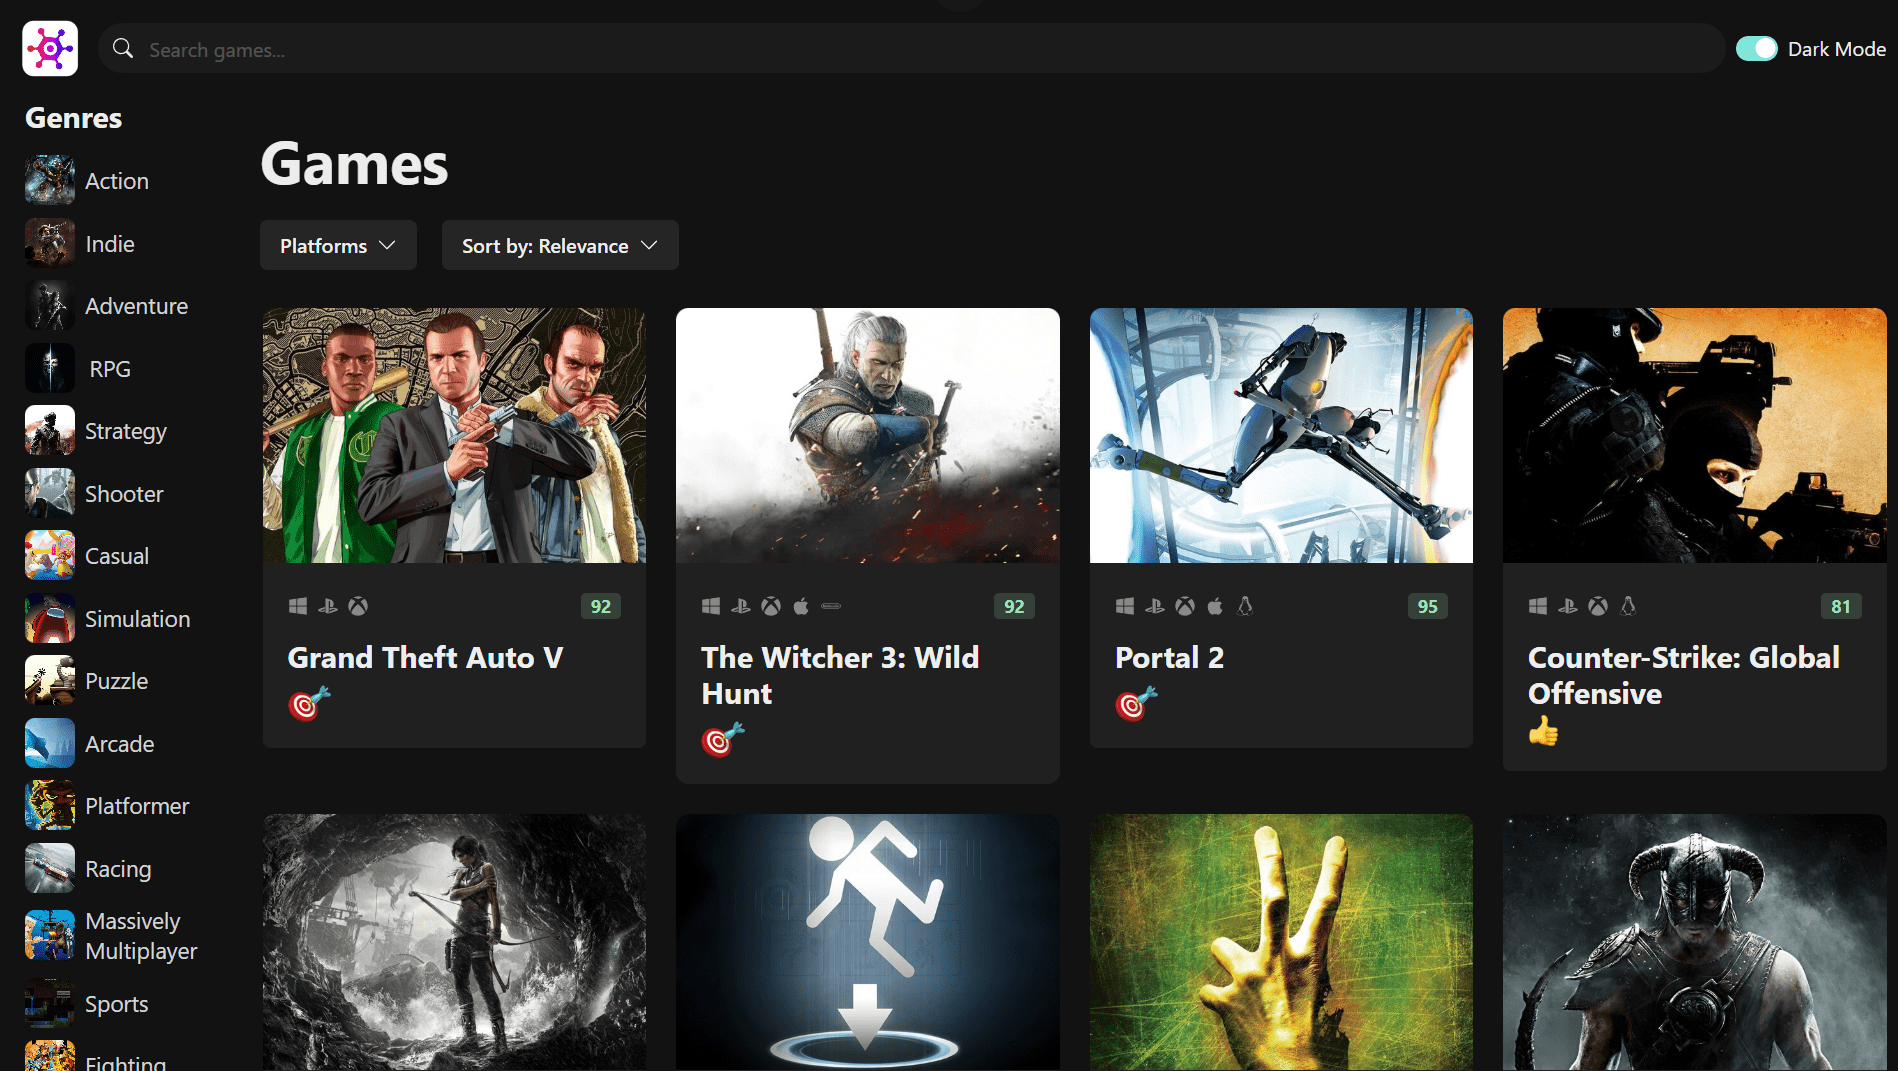 Search games...
Dark Mode
Genres
Action
Indie
Adventure
RPG
Strategy
Shooter
Casual
Simulation
Puzzle
Arcade
Platformer
Racing
Massively
Multiplayer
Sports
Fighting
Games
Platforms
Sort by: Relevance
92
Grand Theft Auto V
92
The Witcher 3: Wild
Hunt
95
Portal 2
81
Counter-Strike: Global
Offensive